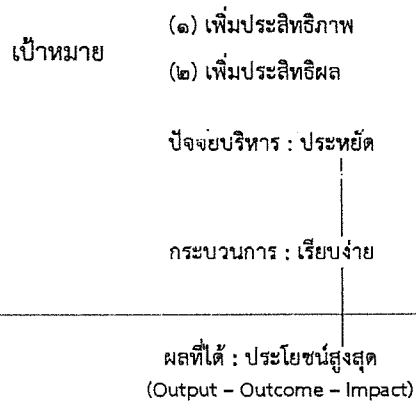 (๑) เพิ่มประสิทธิภาพ
เป้าหมาย
(๒) เพิ่มประสิทธิผล
ปัจจัยบริหาร : ประหยัด
กระบวนการ : เรียบง่าย
ผลที่ได้ : ประโยชน์สูงสุด
(Output – Outcome – Impact)